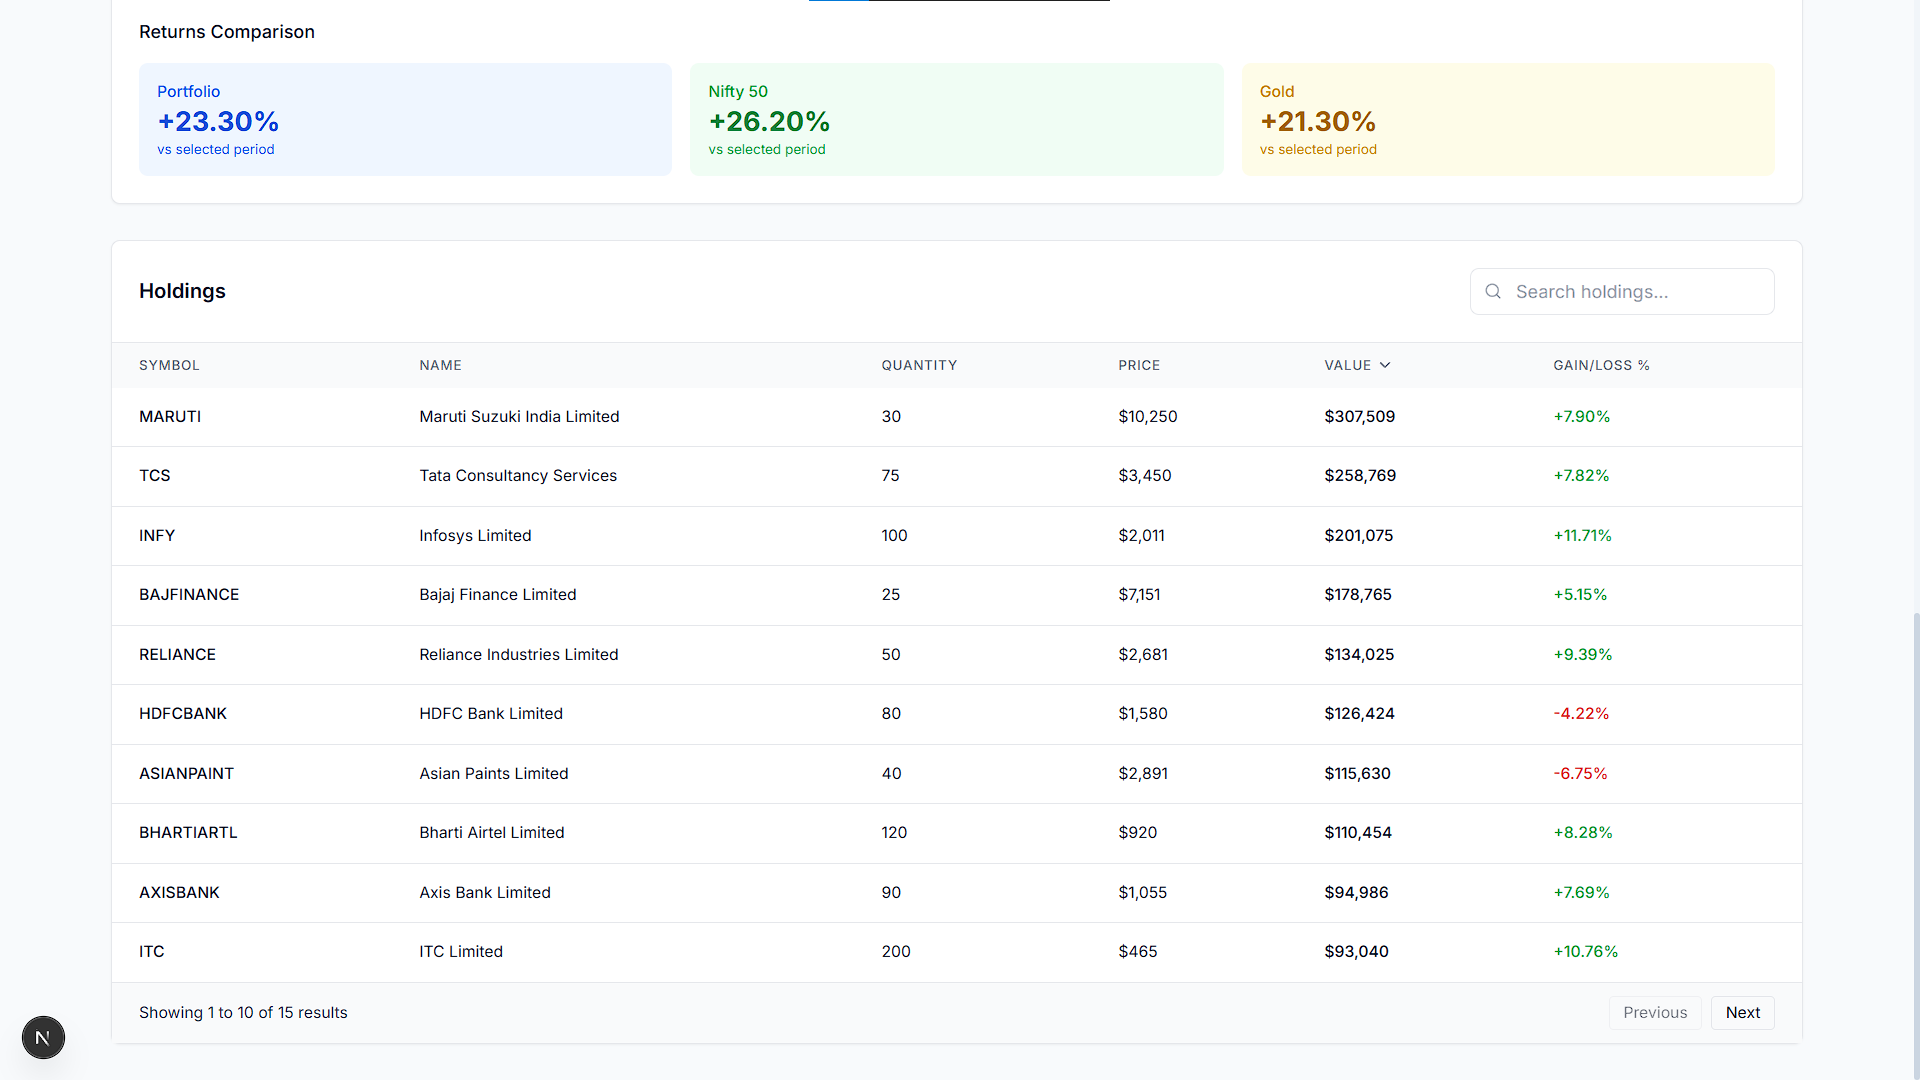 Returns Comparison
Portfolio
+23.30%
vs selected period
Nifty 50
+26.20%
vs selected period
Gold
+21.30%
vs selected period
Holdings
Search holdings...
SYMBOL NAME QUANTITY PRICE VALUE GAIN/LOSS %
MARUTI Maruti Suzuki India Limited 30 $10,250 $307,509 +7.90%
TCS Tata Consultancy Services 75 $3,450 $258,769 +7.82%
INFY Infosys Limited 100 $2,011 $201,075 +11.71%
BAJFINANCE Bajaj Finance Limited 25 $7,151 $178,765 +5.15%
RELIANCE Reliance Industries Limited 50 $2,681 $134,025 +9.39%
HDFCBANK HDFC Bank Limited 80 $1,580 $126,424 -4.22%
ASIANPAINT Asian Paints Limited 40 $2,891 $115,630 -6.75%
BHARTIARTL Bharti Airtel Limited 120 $920 $110,454 +8.28%
AXISBANK Axis Bank Limited 90 $1,055 $94,986 +7.69%
ITC ITC Limited 200 $465 $93,040 +10.76%
Showing 1 to 10 of 15 results
Previous Next
N